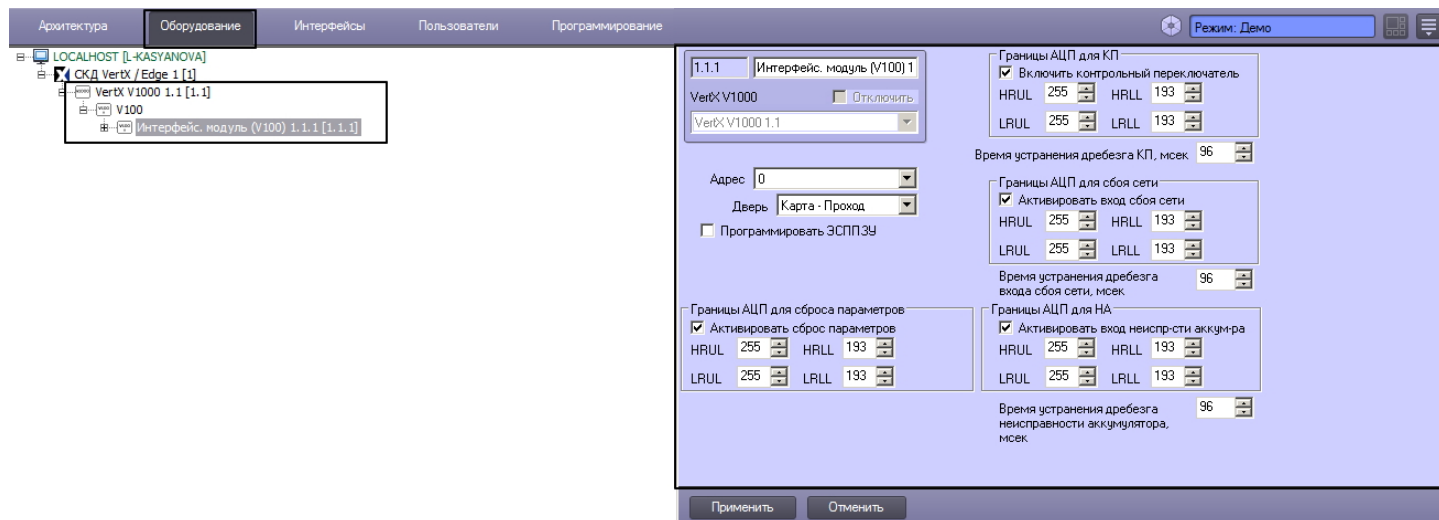 Архитектура Оборудование Интерфейсы Пользователи Программирование Режим: Демо
LOCALHOST [L-KASYANOVA]
СКД VertX / Edge 1 [1]
VertX V1000 1.1 [1.1]
V100
Интерфейс. модуль (V100) 1.1.1 [1.1.1]
1.1.1 Интерфейс. модуль (V100) 1
VertX V1000 Отключить
VertX V1000 1.1
Адрес 0
Дверь Карта - Проход
Программировать ЭСППЗУ
Границы АЦП для сброса параметров
Активировать сброс параметров
HRUL 255 HRLL 193
LRUL 255 LRLL 193
Границы АЦП для КП
Включить контрольный переключатель
HRUL 255 HRLL 193
LRUL 255 LRLL 193
Время устранения дребезга КП, мсек 96
Границы АЦП для сбоя сети
Активировать вход сбоя сети
HRUL 255 HRLL 193
LRUL 255 LRLL 193
Время устранения дребезга 96
входа сбоя сети, мсек
Границы АЦП для НА
Активировать вход неиспр-сти аккум-ра
HRUL 255 HRLL 193
LRUL 255 LRLL 193
Время устранения дребезга 96
неисправности аккумулятора,
мсек
Применить Отменить